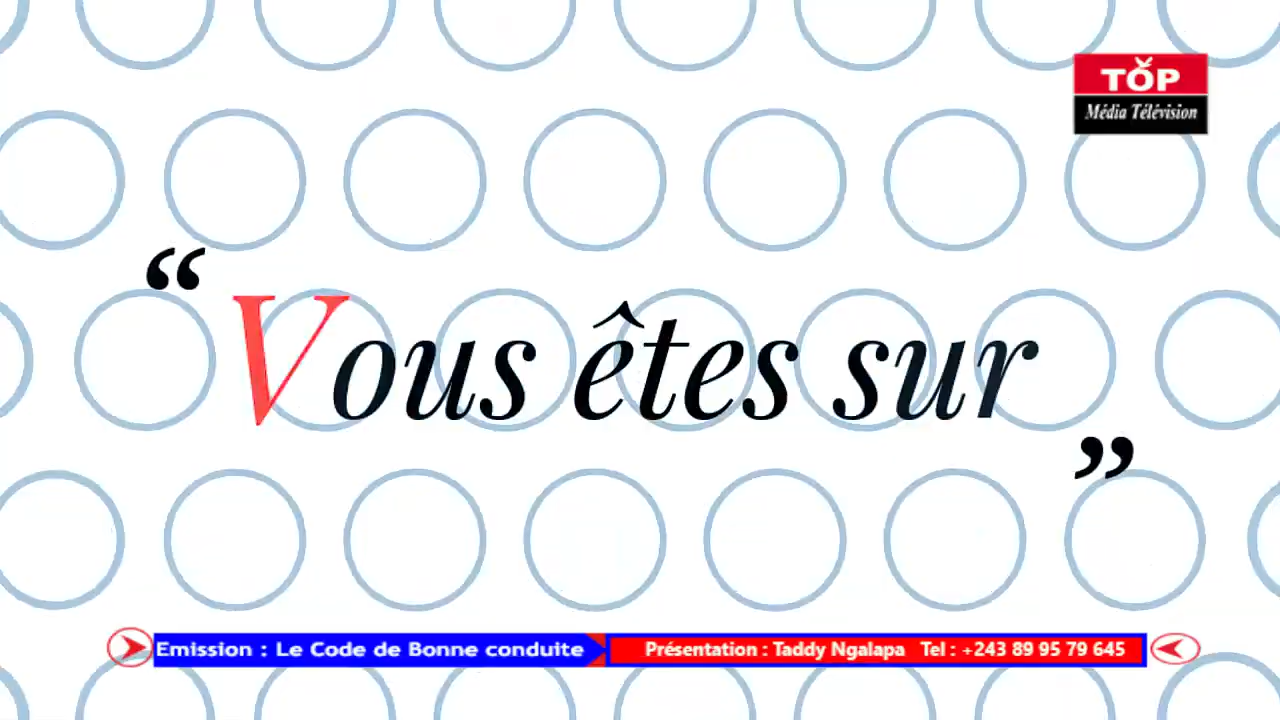 TOP
Média Télévision
“Vous êtes sur”
Emission : Le Code de Bonne conduite
Présentation : Taddy Ngalapa Tel : +243 89 95 79 645